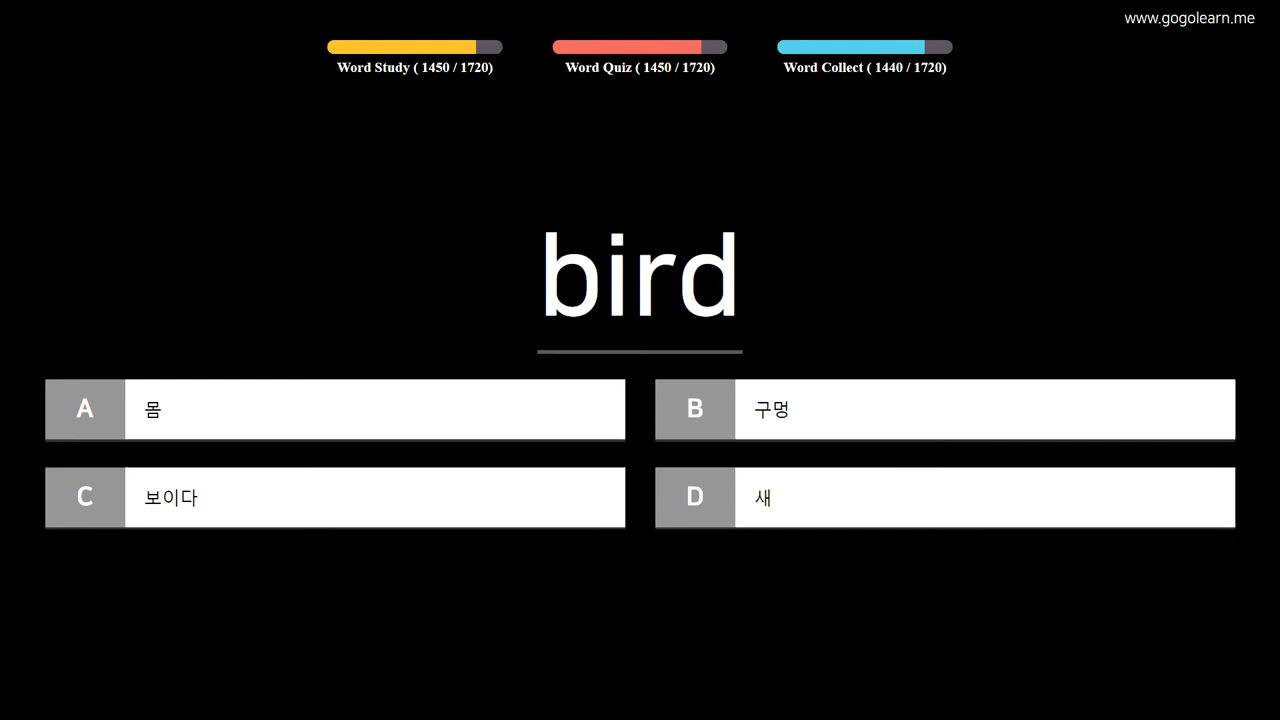 www.gogolearn.me
Word Study ( 1450 / 1720)
Word Quiz ( 1450 / 1720)
Word Collect ( 1440 / 1720)
bird
A 몸
B 구멍
C 보이다
D 새